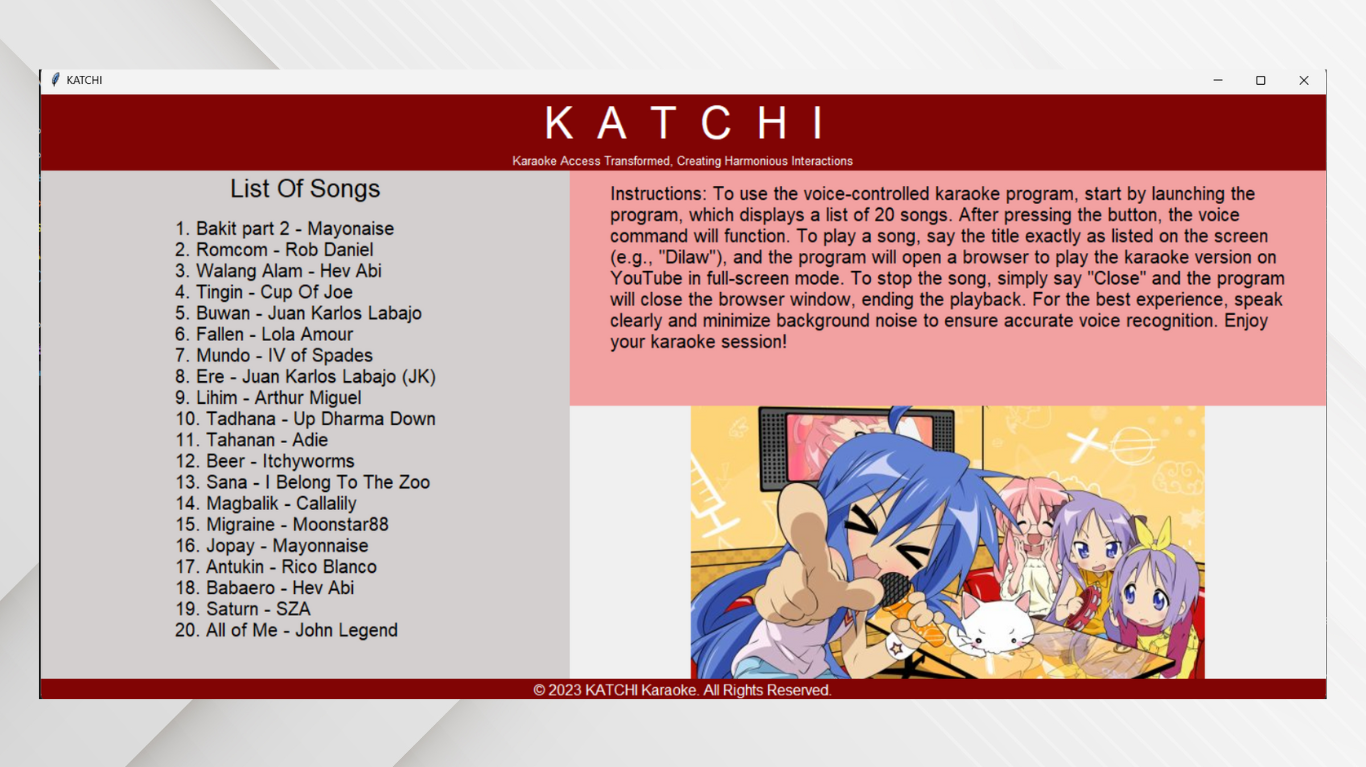 KATCHI
K A T C H I
Karaoke Access Transformed, Creating Harmonious Interactions
List Of Songs
1. Bakit part 2 - Mayonaise
2. Romcom - Rob Daniel
3. Walang Alam - Hev Abi
4. Tingin - Cup Of Joe
5. Buwan - Juan Karlos Labajo
6. Fallen - Lola Amour
7. Mundo - IV of Spades
8. Ere - Juan Karlos Labajo (JK)
9. Lihim - Arthur Miguel
10. Tadhana - Up Dharma Down
11. Tahanan - Adie
12. Beer - Itchyworms
13. Sana - I Belong To The Zoo
14. Magbalik - Callalily
15. Migraine - Moonstar88
16. Jopay - Mayonnaise
17. Antukin - Rico Blanco
18. Babaero - Hev Abi
19. Saturn - SZA
20. All of Me - John Legend
Instructions: To use the voice-controlled karaoke program, start by launching the
program, which displays a list of 20 songs. After pressing the button, the voice
command will function. To play a song, say the title exactly as listed on the screen
(e.g., "Dilaw"), and the program will open a browser to play the karaoke version on
YouTube in full-screen mode. To stop the song, simply say "Close" and the program
will close the browser window, ending the playback. For the best experience, speak
clearly and minimize background noise to ensure accurate voice recognition. Enjoy
your karaoke session!
© 2023 KATCHI Karaoke. All Rights Reserved.